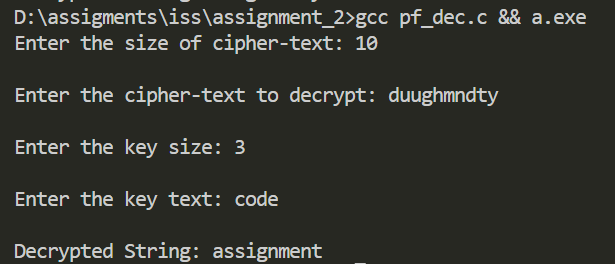 D:\assigments\iss\assignment_2>gcc pf_dec.c && a.exe
Enter the size of cipher-text: 10
Enter the cipher-text to decrypt: duughmndty
Enter the key size: 3
Enter the key text: code
Decrypted String: assignment